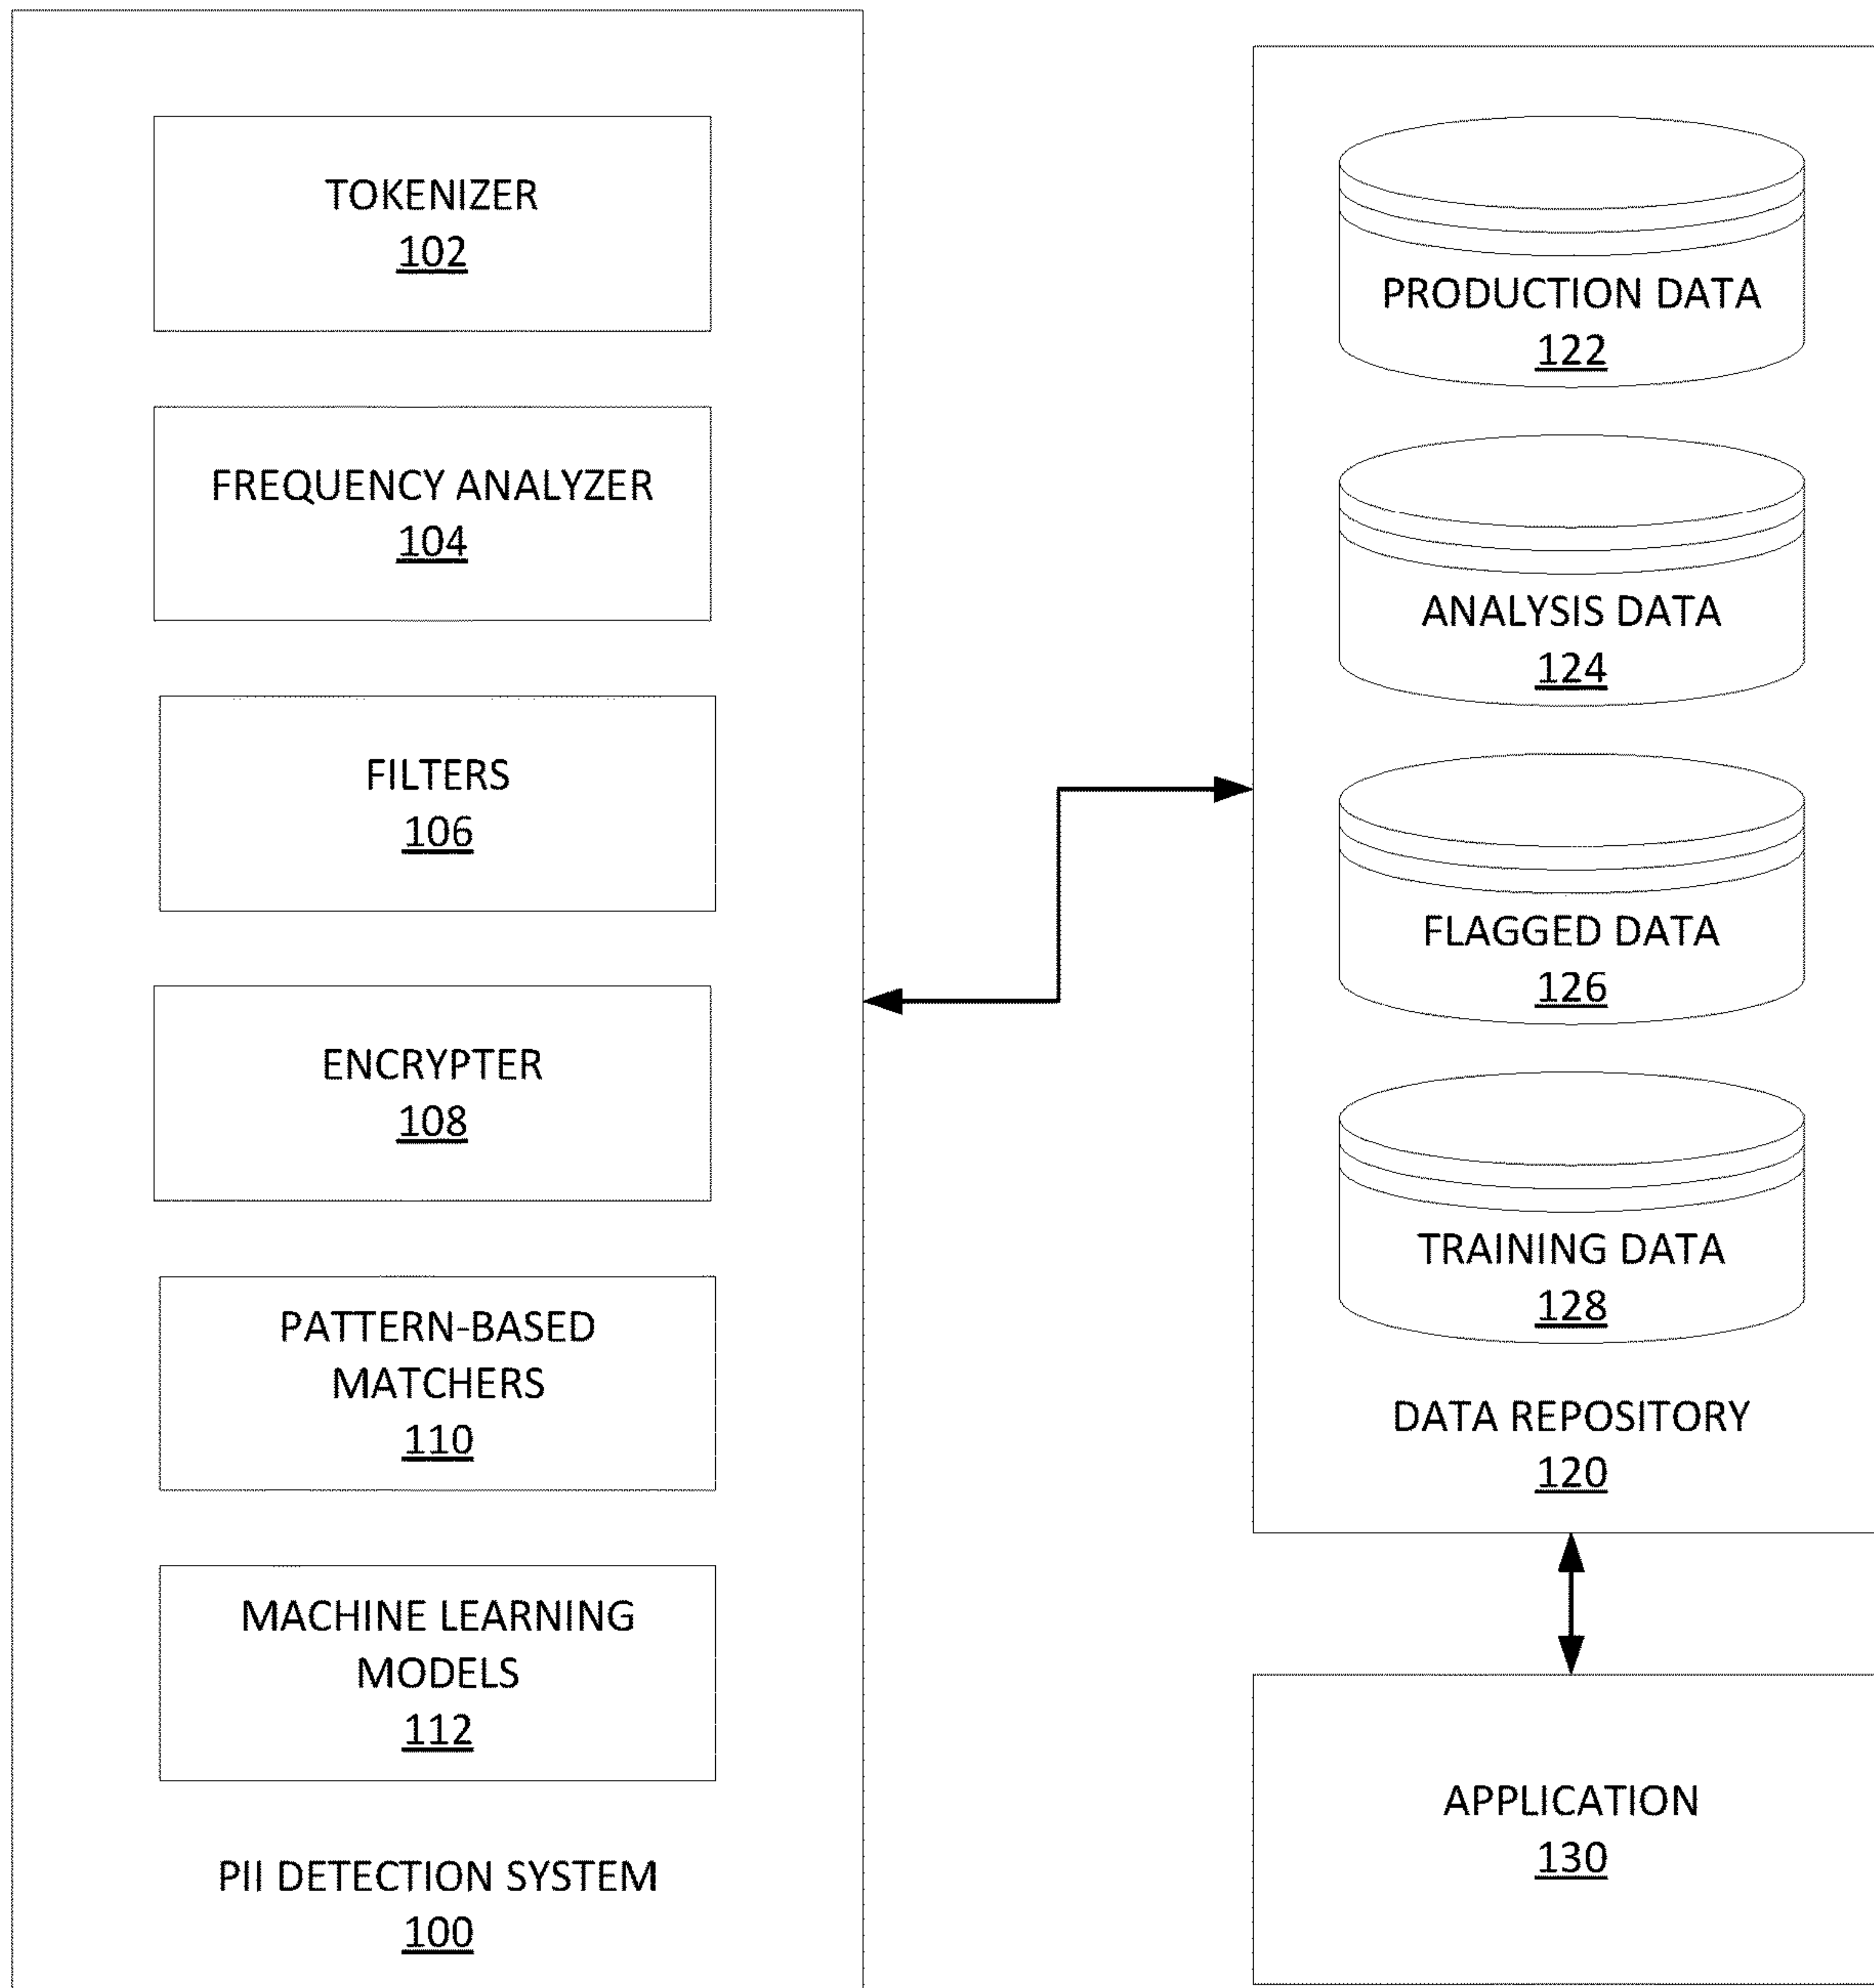 TOKENIZER
102
FREQUENCY ANALYZER
104
FILTERS
106
ENCRYPTER
108
PATTERN-BASED
MATCHERS
110
MACHINE LEARNING
MODELS
112
PII DETECTION SYSTEM
100
PRODUCTION DATA
122
ANALYSIS DATA
124
FLAGGED DATA
126
TRAINING DATA
128
DATA REPOSITORY
120
APPLICATION
130